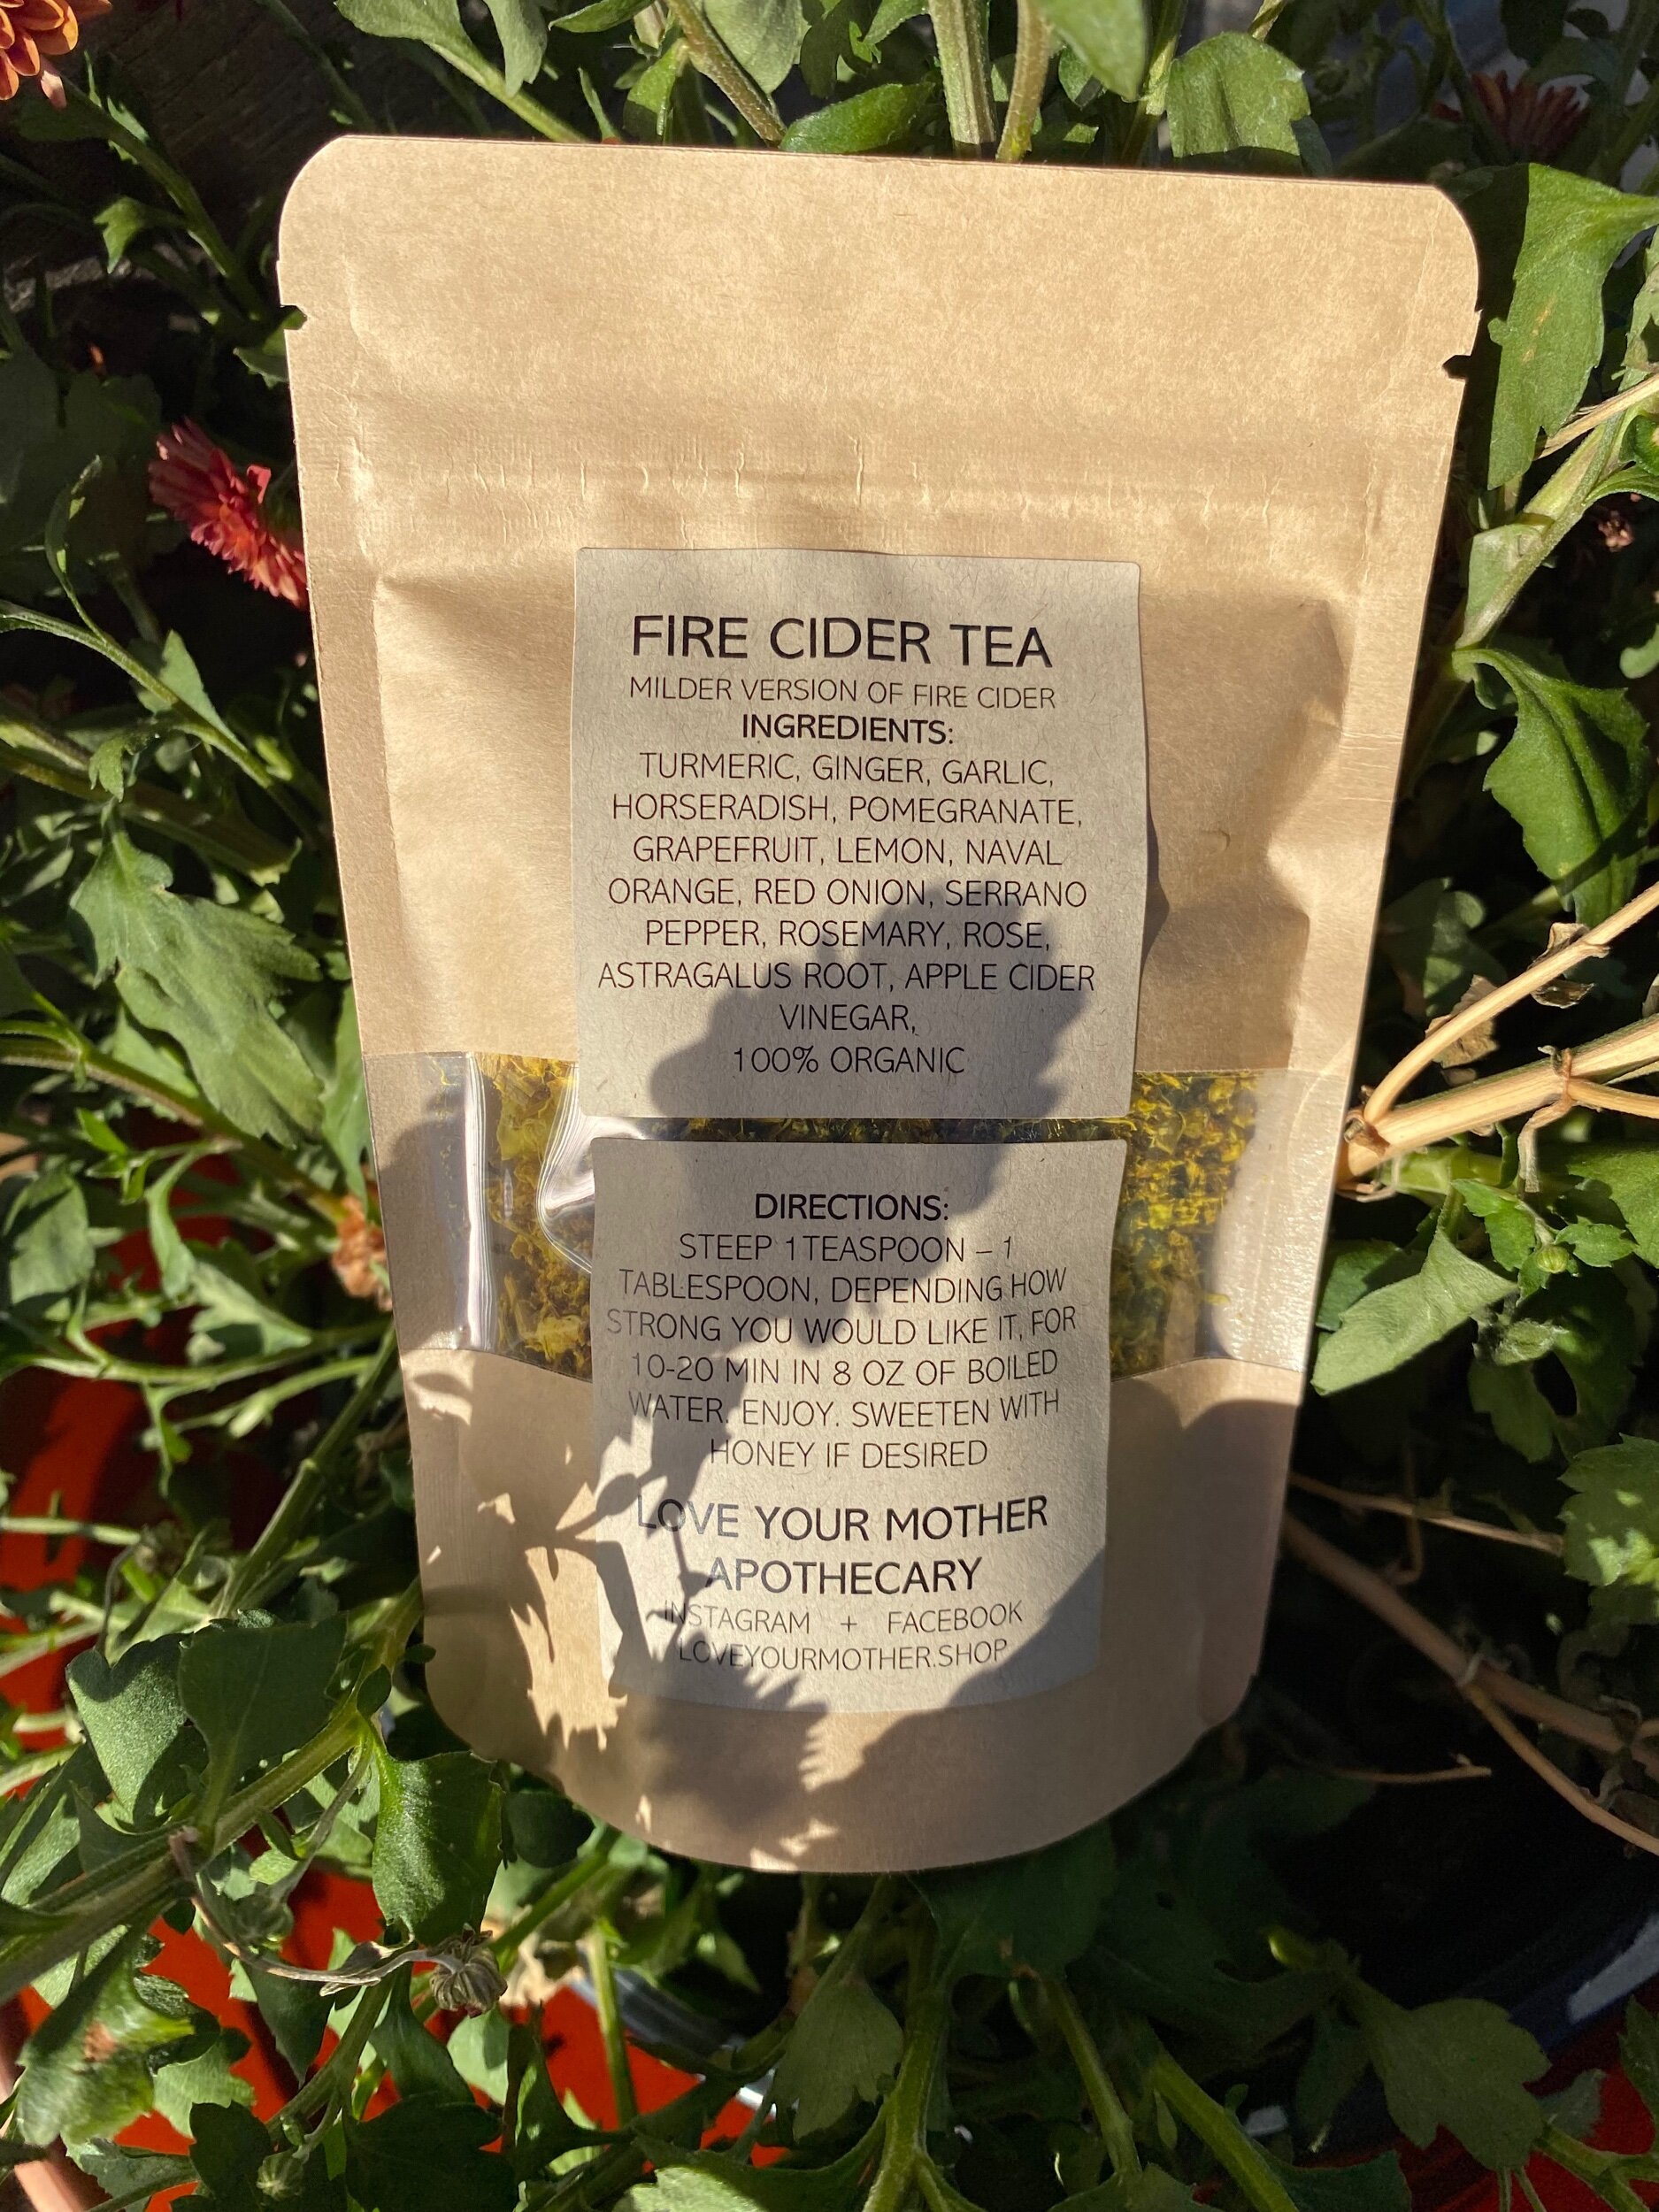 FIRE CIDER TEA
MILDER VERSION OF FIRE CIDER
INGREDIENTS:
TURMERIC, GINGER, GARLIC,
HORSERADISH, POMEGRANATE,
GRAPEFRUIT, LEMON, NAVAL
ORANGE, RED ONION, SERRANO
PEPPER, ROSEMARY, ROSE,
ASTRAGALUS ROOT, APPLE CIDER
VINEGAR,
100% ORGANIC
DIRECTIONS:
STEEP 1 TEASPOON – 1
TABLESPOON, DEPENDING HOW
STRONG YOU WOULD LIKE IT, FOR
10-20 MIN IN 8 OZ OF BOILED
WATER. ENJOY. SWEETEN WITH
HONEY IF DESIRED
LOVE YOUR MOTHER
APOTHECARY
INSTAGRAM + FACEBOOK
LOVEYOURMOTHER.SHOP